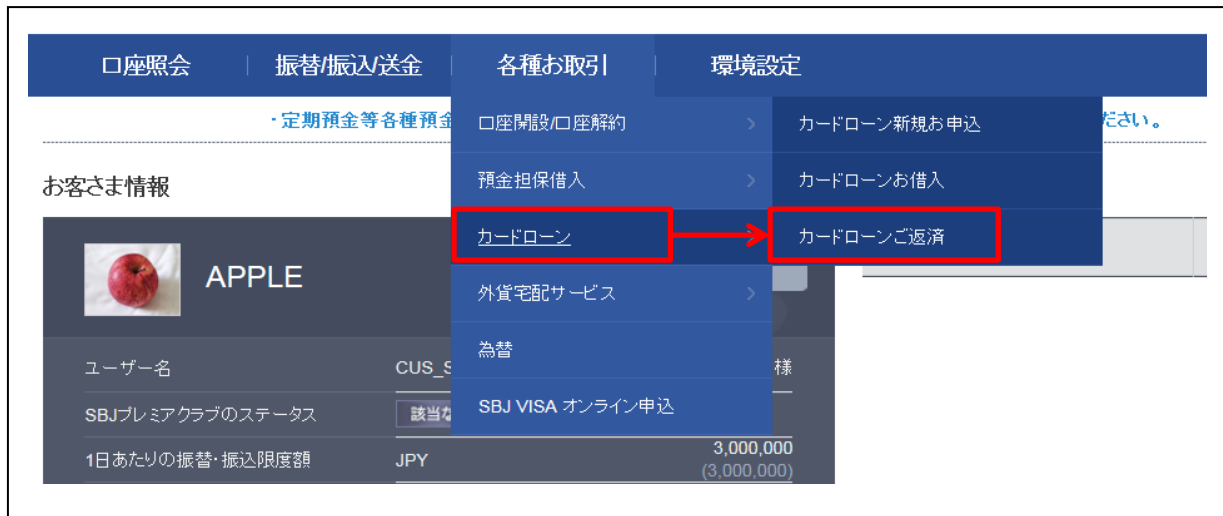 口座照会
振替/振込/送金
各種お取引
環境設定
・定期預金等各種預金
ださい。
口座開設/口座解約
預金担保借入
カードローン
外貨宅配サービス
為替
SBJ VISA オンライン申込
カードローン新規お申込
カードローンお借入
カードローンご返済
お客さま情報
APPLE
ユーザー名
CUS_S
様
SBJプレミアクラブのステータス
該当な
1日あたりの振替・振込限度額
JPY
3,000,000
(3,000,000)